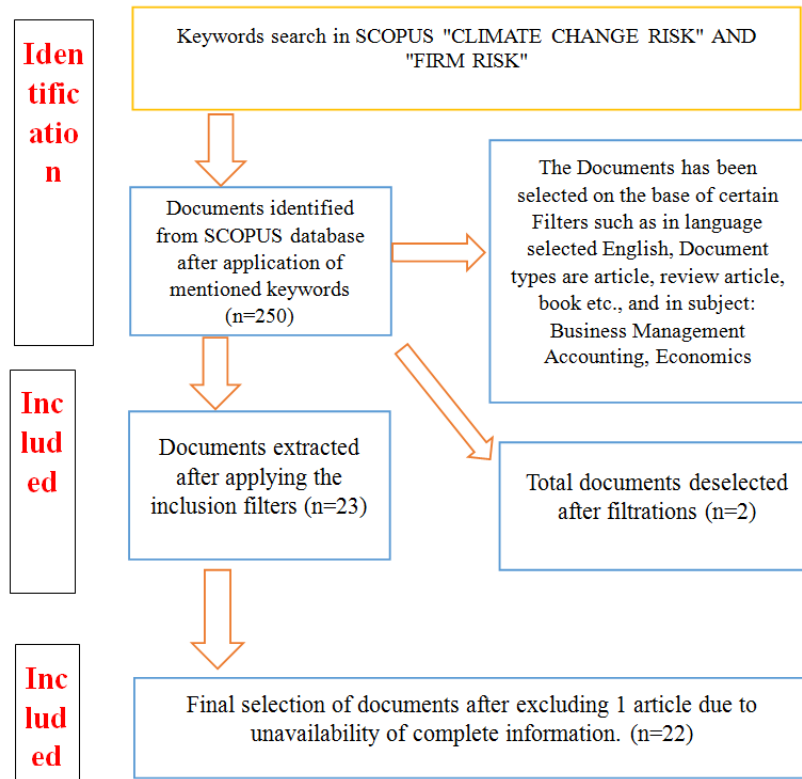 Iden
tific
atio
n
Keywords search in SCOPUS "CLIMATE CHANGE RISK" AND
"FIRM RISK"
Documents identified
from SCOPUS database
after application of
mentioned keywords
(n=250)
The Documents has been
selected on the base of certain
Filters such as in language
selected English, Document
types are article, review article,
book etc., and in subject:
Business Management
Accounting, Economics
Inc
lud
ed
Documents extracted
after applying the
inclusion filters (n=23)
Total documents deselected
after filtrations (n=2)
Inc
lud
ed
Final selection of documents after excluding 1 article due to
unavailability of complete information. (n=22)